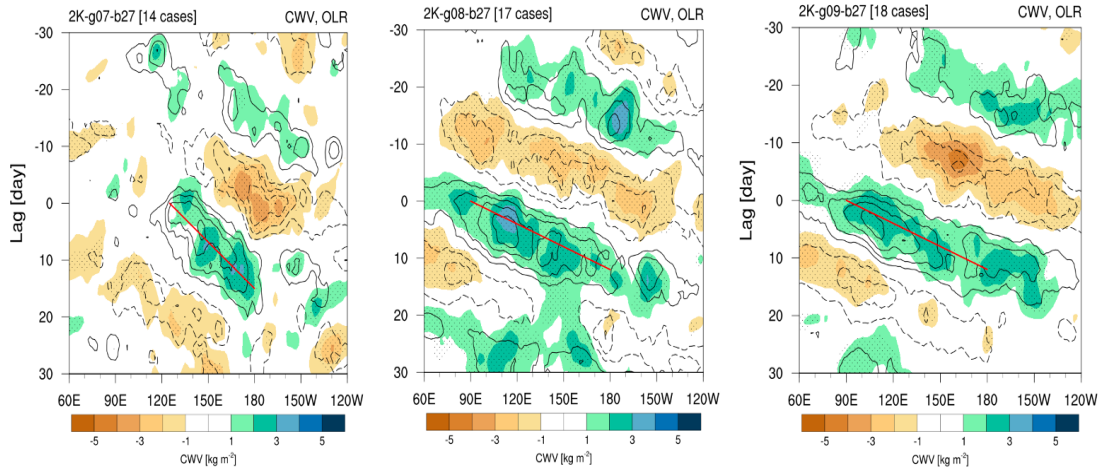 2K-g07-b27 [14 cases] CWV, OLR
-30
-20
-10
0
10
20
30
Lag [day]
60E 90E 120E 150E 180E 150W 120W
-5 -3 -1 1 3 5
CWV [kg m-2]
2K-g08-b27 [17 cases] CWV, OLR
-30
-20
-10
0
10
20
30
60E 90E 120E 150E 180E 150W 120W
-5 -3 -1 1 3 5
CWV [kg m-2]
2K-g09-b27 [18 cases] CWV, OLR
-30
-20
-10
0
10
20
30
Lag [day]
60E 90E 120E 150E 180E 150W 120W
-5 -3 -1 1 3 5
CWV [kg m-2]